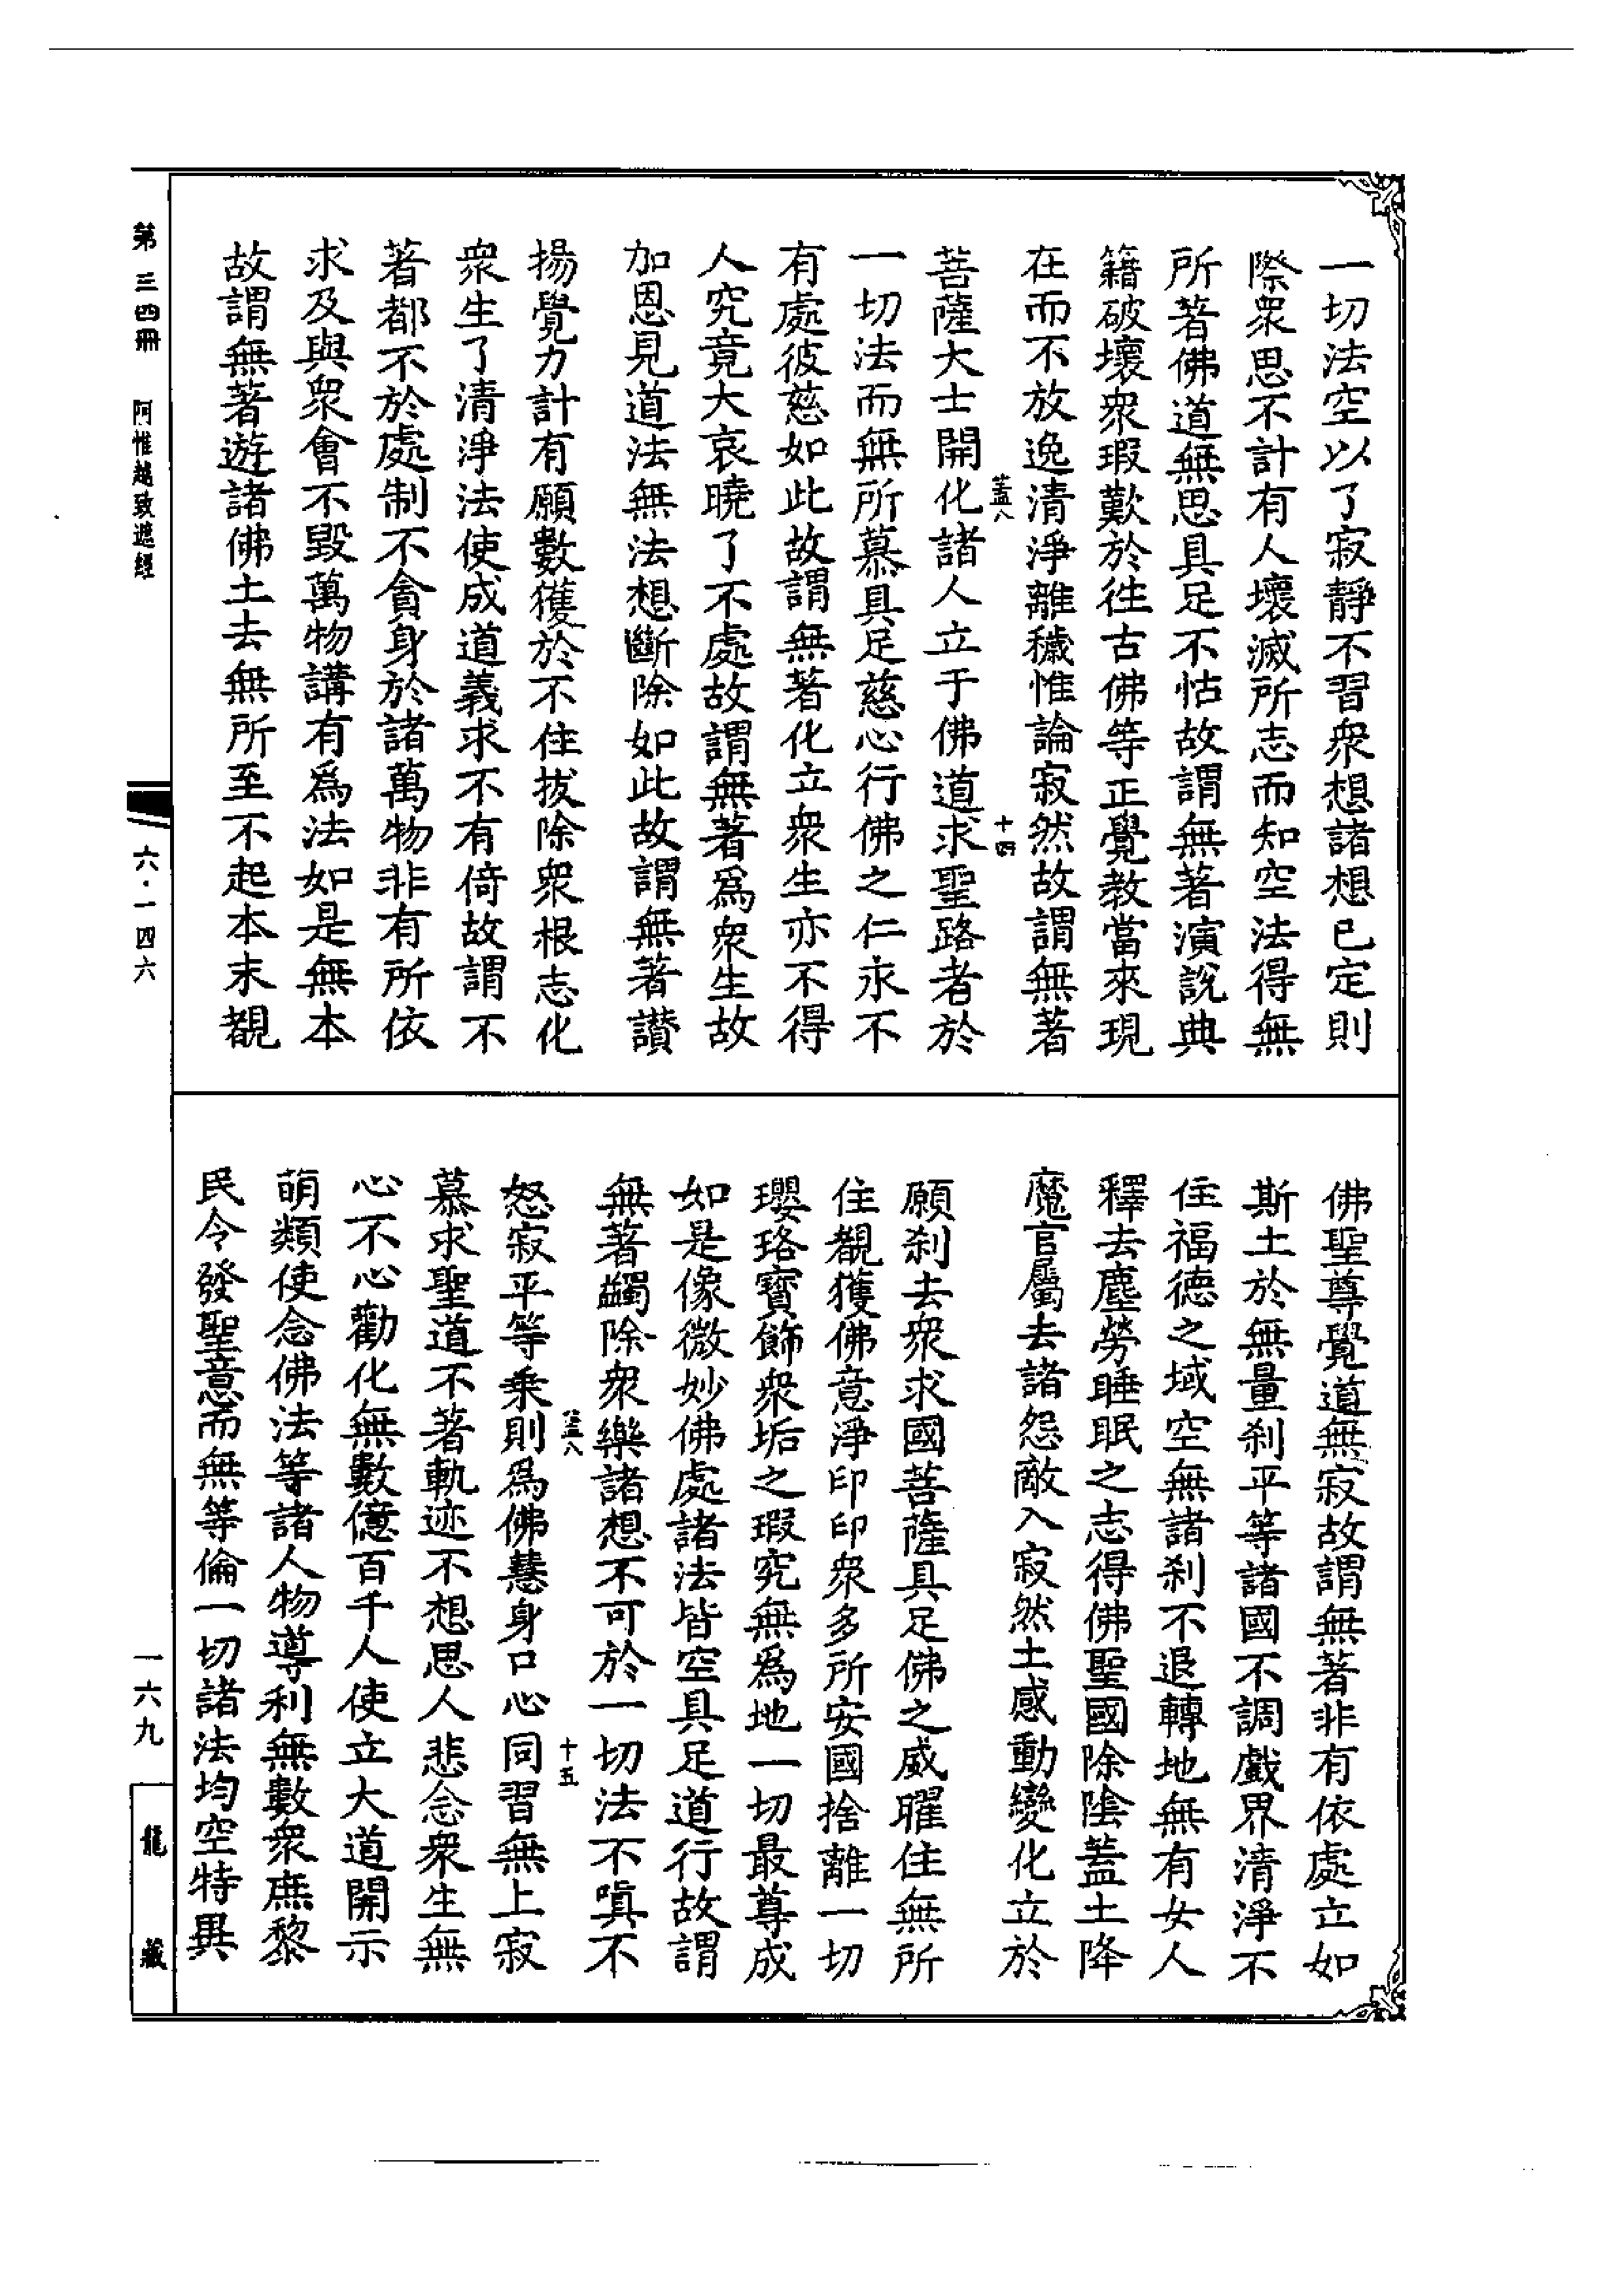 一切法空以了寂靜不習衆想諸想已定則
際衆思不計有人壞滅所志而知空法得無
所著佛道無思具足不怙故謂無著演說典
籍破壞衆瑕歎於往古佛等正覺教當來現
在而不放逸清淨離穢惟論寂然故謂無著
蓋八 十四
菩薩大士開化諸人立于佛道求聖路者於
一切法而無所慕具足慈心行佛之仁永不
有處彼慈如此故謂無著化立衆生亦不得
人究竟大哀曉了不處故謂無著爲衆生故
加恩見道法無法想斷除如此故謂無著讚
揚覺力計有願數獲於不住拔除衆根志化
衆生了清淨法使成道義求不有倚故謂不
著都不於處制不貪身於諸萬物非有所依
求及與衆會不毀萬物講有爲法如是無本
故謂無著遊諸佛土去無所至不起本末覩
佛聖尊覺道無寂故謂無著非有依處立如
斯土於無量刹平等諸國不調戲界清淨不
住福德之域空無諸刹不退轉地無有女人
釋去塵勞睡眠之志得佛聖國除陰蓋土降
魔官屬去諸怨敵入寂然土感動變化立於
願刹去衆求國菩薩具足佛之威曜住無所
住覩獲佛意淨印印衆多所安國捨離一切
瓔珞寶飾衆垢之瑕究無爲地一切最尊成
如是像微妙佛處諸法皆空具足道行故謂
無著蠲除衆樂諸想不可於一切法不嗔不
蓋八 十五
怒寂平等乘則爲佛慧身口心同習無上寂
慕求聖道不著軌迹不想思人悲念衆生無
心不心勸化無數億百千人使立大道開示
萌類使念佛法等諸人物導利無數衆庶黎
民令發聖意而無等倫一切諸法均空特異
第三四冊 阿惟越致遮經
六·一四六
一六九
龍藏